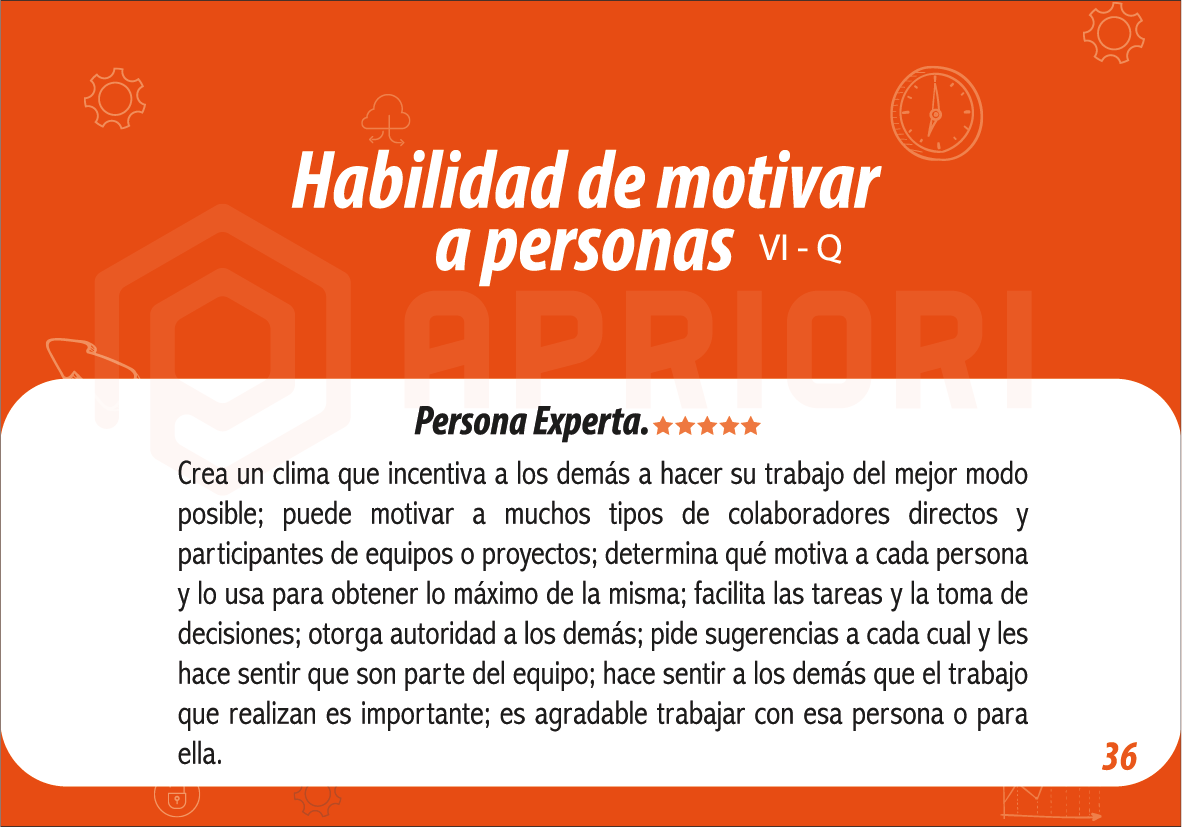 Habilidad de motivar
a personas VI - Q
APRIORI
Persona Experta.
Crea un clima que incentiva a los demás a hacer su trabajo del mejor modo
posible; puede motivar a muchos tipos de colaboradores directos y
participantes de equipos o proyectos; determina qué motiva a cada persona
y lo usa para obtener lo máximo de la misma; facilita las tareas y la toma de
decisiones; otorga autoridad a los demás; pide sugerencias a cada cual y les
hace sentir que son parte del equipo; hace sentir a los demás que el trabajo
que realizan es importante; es agradable trabajar con esa persona o para
ella.
36